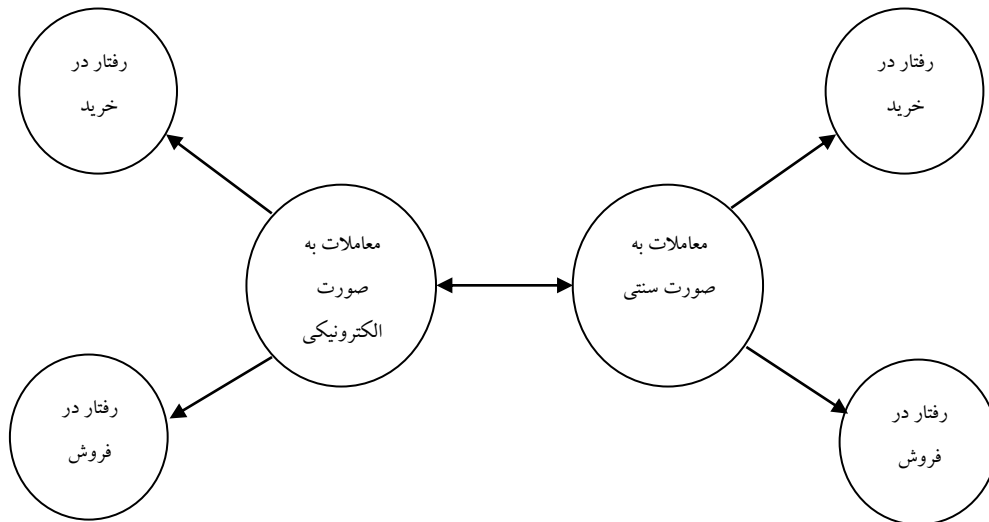 رفتار در
خرید
رفتار در
خرید
معاملات به
صورت سنتی
معاملات به
صورت
الکترونیکی
رفتار در
فروش
رفتار در
فروش